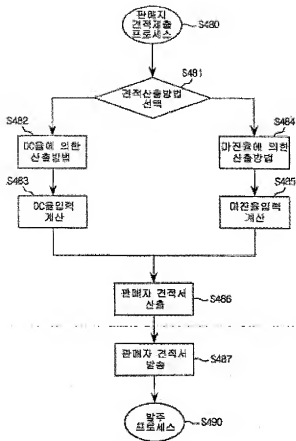 판매자
견적제출
프로세스
S480
견적산출방법
선택
S481
S482
DC율에 의한
산출방법
S484
마진율에 의한
산출방법
S483
DC율입력
계산
S485
마진율입력
계산
판매자 견적서
산출
S486
판매자 견적서
발송
S487
발주
프로세스
S490